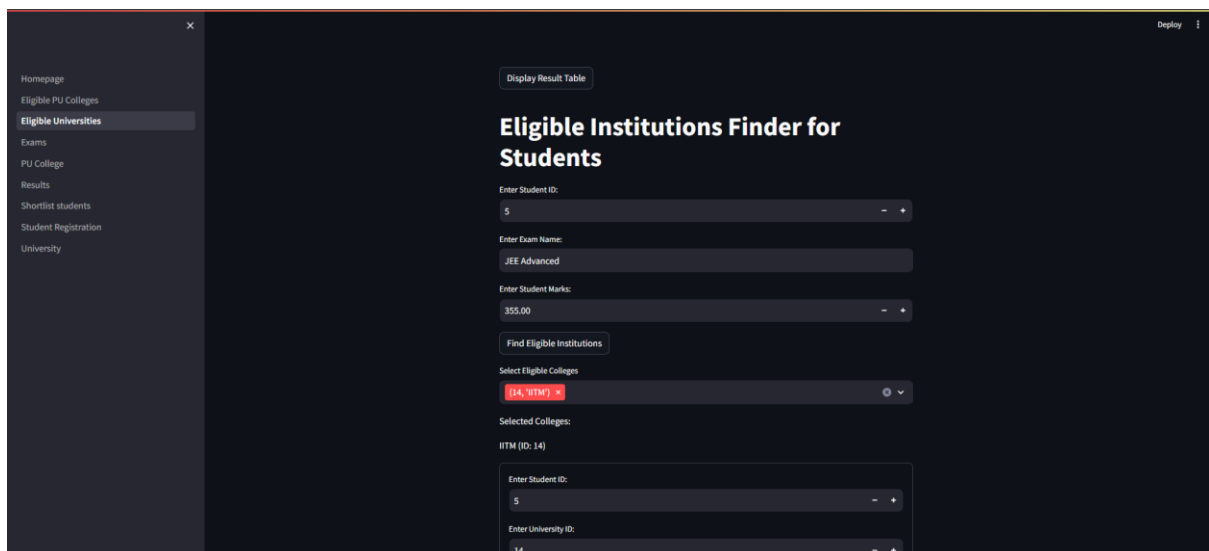 Deploy
Homepage
Eligible PU Colleges
Eligible Universities
Exams
PU College
Results
Shortlist students
Student Registration
University
Display Result Table
Eligible Institutions Finder for
Students
Enter Student ID:
5
Enter Exam Name:
JEE Advanced
Enter Student Marks:
355.00
Find Eligible Institutions
Select Eligible Colleges
(14, 'IITM')
Selected Colleges:
IITM (ID: 14)
Enter Student ID:
5
Enter University ID:
14